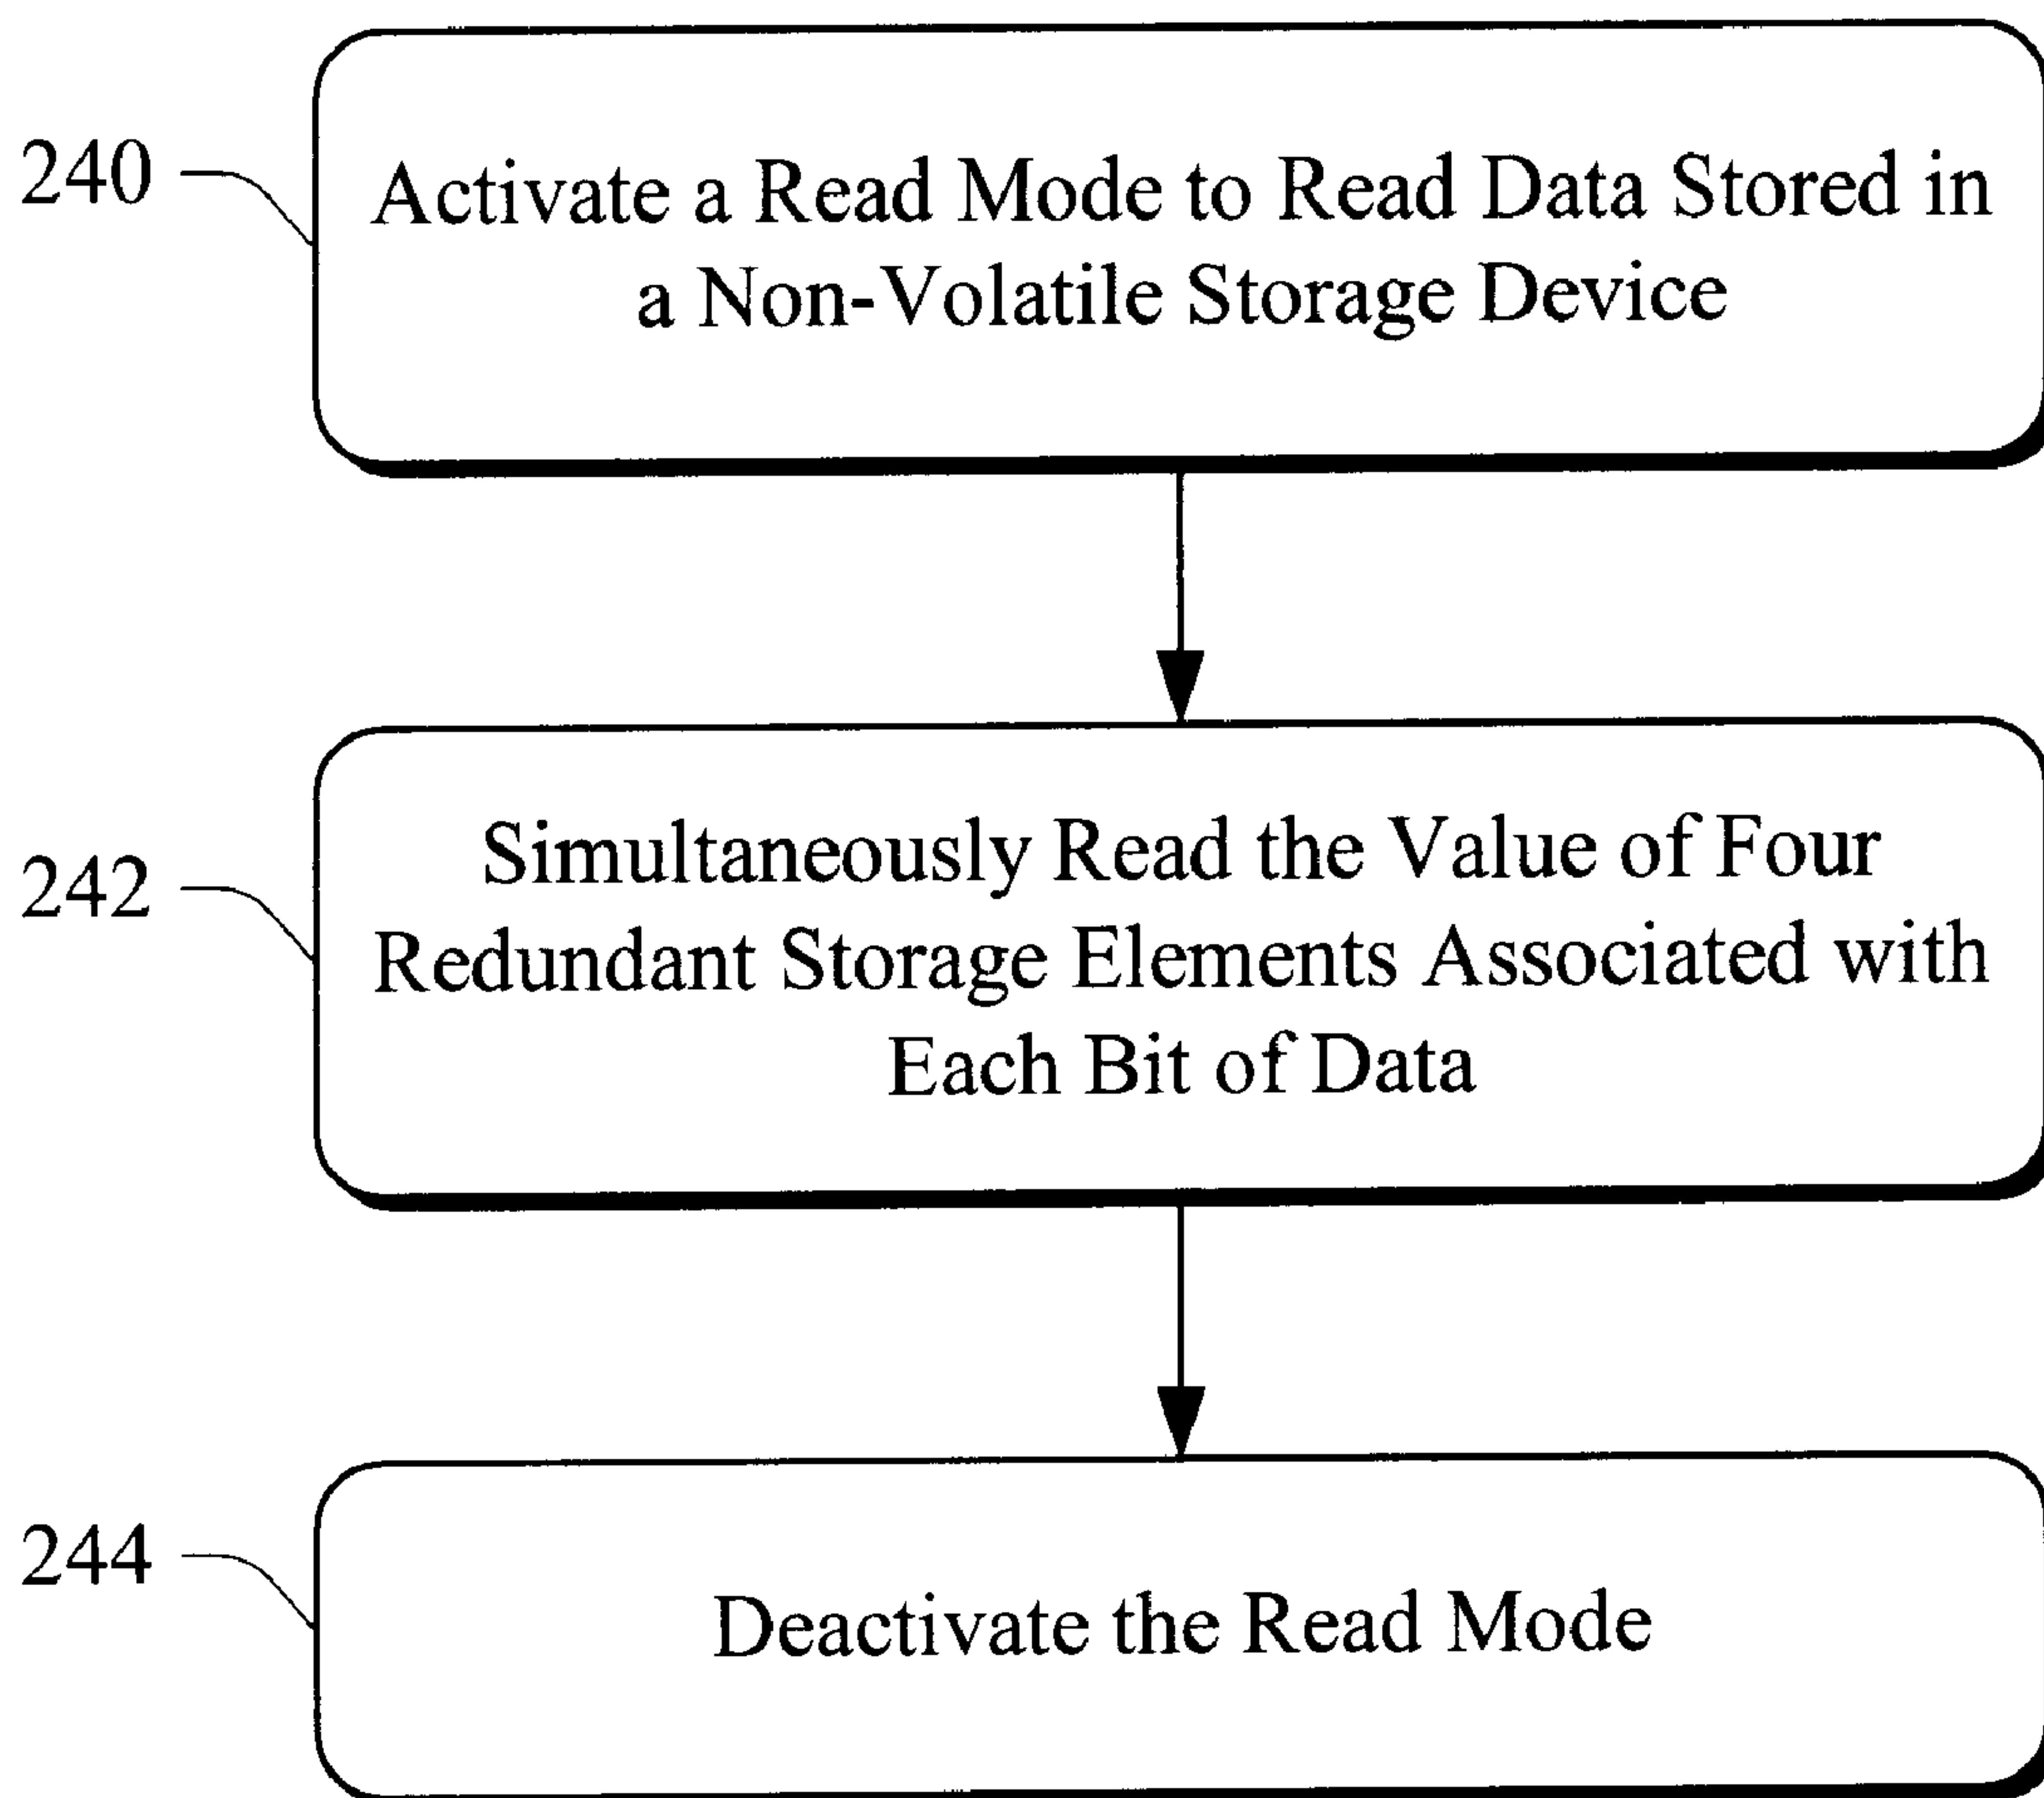 240
Activate a Read Mode to Read Data Stored in
a Non-Volatile Storage Device
242
Simultaneously Read the Value of Four
Redundant Storage Elements Associated with
Each Bit of Data
244
Deactivate the Read Mode